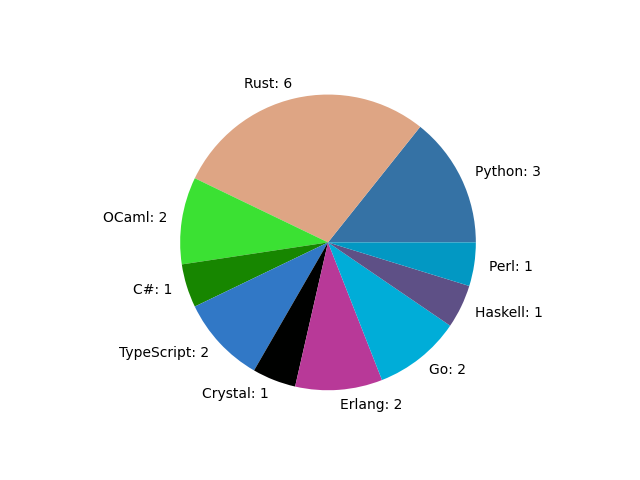 Rust: 6
Python: 3
OCaml: 2
Perl: 1
C#: 1
Haskell: 1
TypeScript: 2
Go: 2
Crystal: 1
Erlang: 2